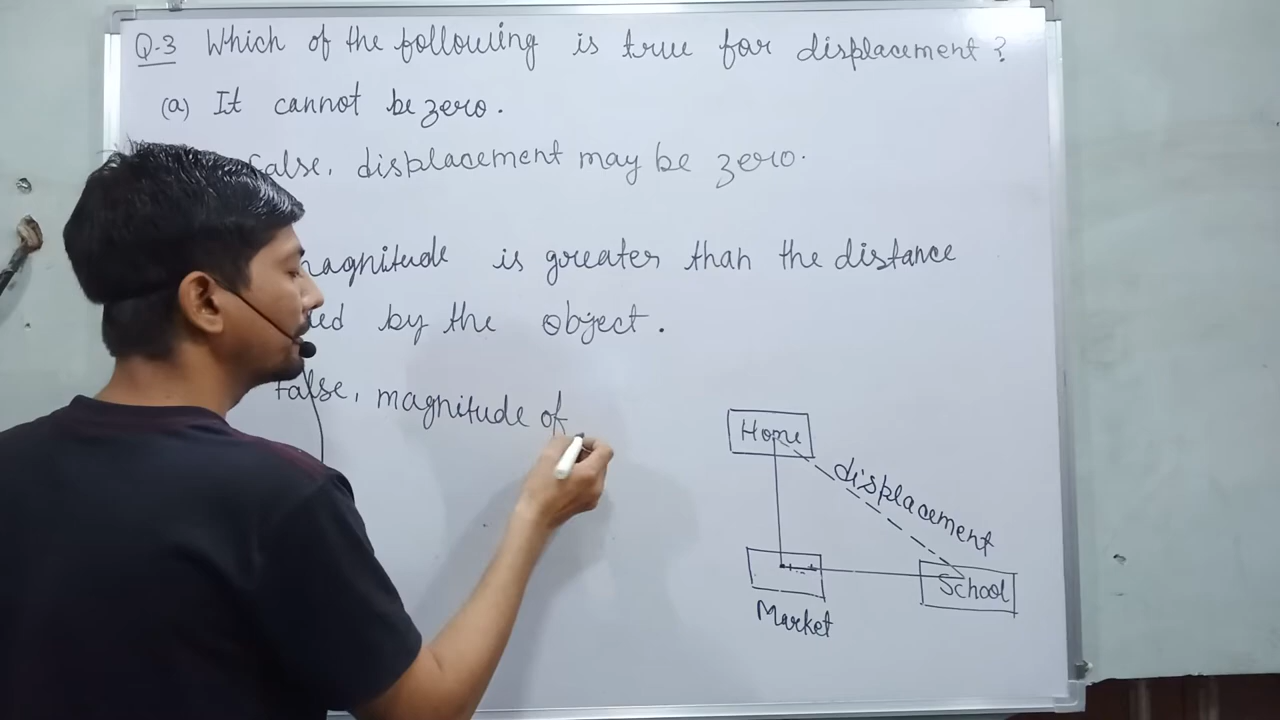 Q.3 Which of the following is true for displacement?
(a) It cannot be zero.
false, displacement may be zero.
magnitude is greater than the distance
by the object.
False, magnitude of
Home
displacement
School
Market